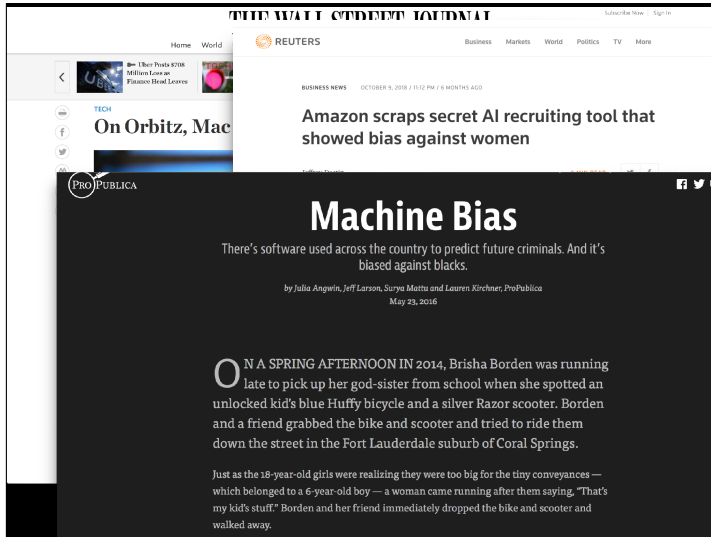 THE WALL STREET JOURNAL
Subscribe Now | Sign In
Home World
REUTERS
Business Markets World Politics TV More
Uber Posts $708
Million Loss as
Finance Head Leaves
BUSINESS NEWS OCTOBER 9, 2018 / 11:12 PM / 6 MONTHS AGO
TECH
On Orbitz, Mac
Amazon scraps secret AI recruiting tool that
showed bias against women
PROPUBLICA
Machine Bias
There's software used across the country to predict future criminals. And it's
biased against blacks.
by Julia Angwin, Jeff Larson, Surya Mattu and Lauren Kirchner, ProPublica
May 23, 2016
ON A SPRING AFTERNOON IN 2014, Brisha Borden was running
late to pick up her god-sister from school when she spotted an
unlocked kid's blue Huffy bicycle and a silver Razor scooter. Borden
and a friend grabbed the bike and scooter and tried to ride them
down the street in the Fort Lauderdale suburb of Coral Springs.
Just as the 18-year-old girls were realizing they were too big for the tiny conveyances —
which belonged to a 6-year-old boy — a woman came running after them saying, "That's
my kid's stuff." Borden and her friend immediately dropped the bike and scooter and
walked away.